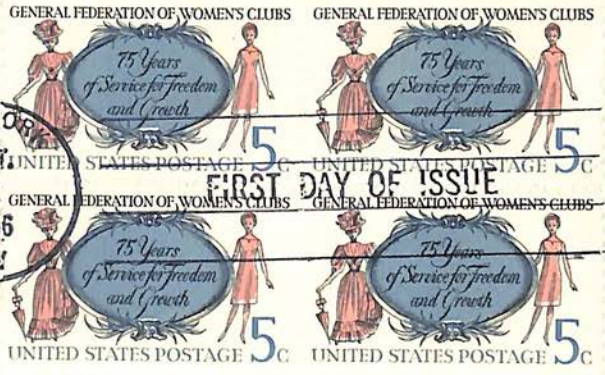 GENERAL FEDERATION OF WOMEN'S CLUBS GENERAL FEDERATION OF WOMEN'S CLUBS
75 Years 75 Years
of Service for Freedom of Service for Freedom
and Growth and Growth
ORK
UNITED STATES POSTAGE 5c UNITED STATES POSTAGE 5c
FIRST DAY OF ISSUE
GENERAL FEDERATION OF WOMEN'S CLUBS GENERAL FEDERATION OF WOMEN'S CLUBS
6
75 Years 75 Years
of Service for Freedom of Service for Freedom
and Growth and Growth
UNITED STATES POSTAGE 5c UNITED STATES POSTAGE 5c